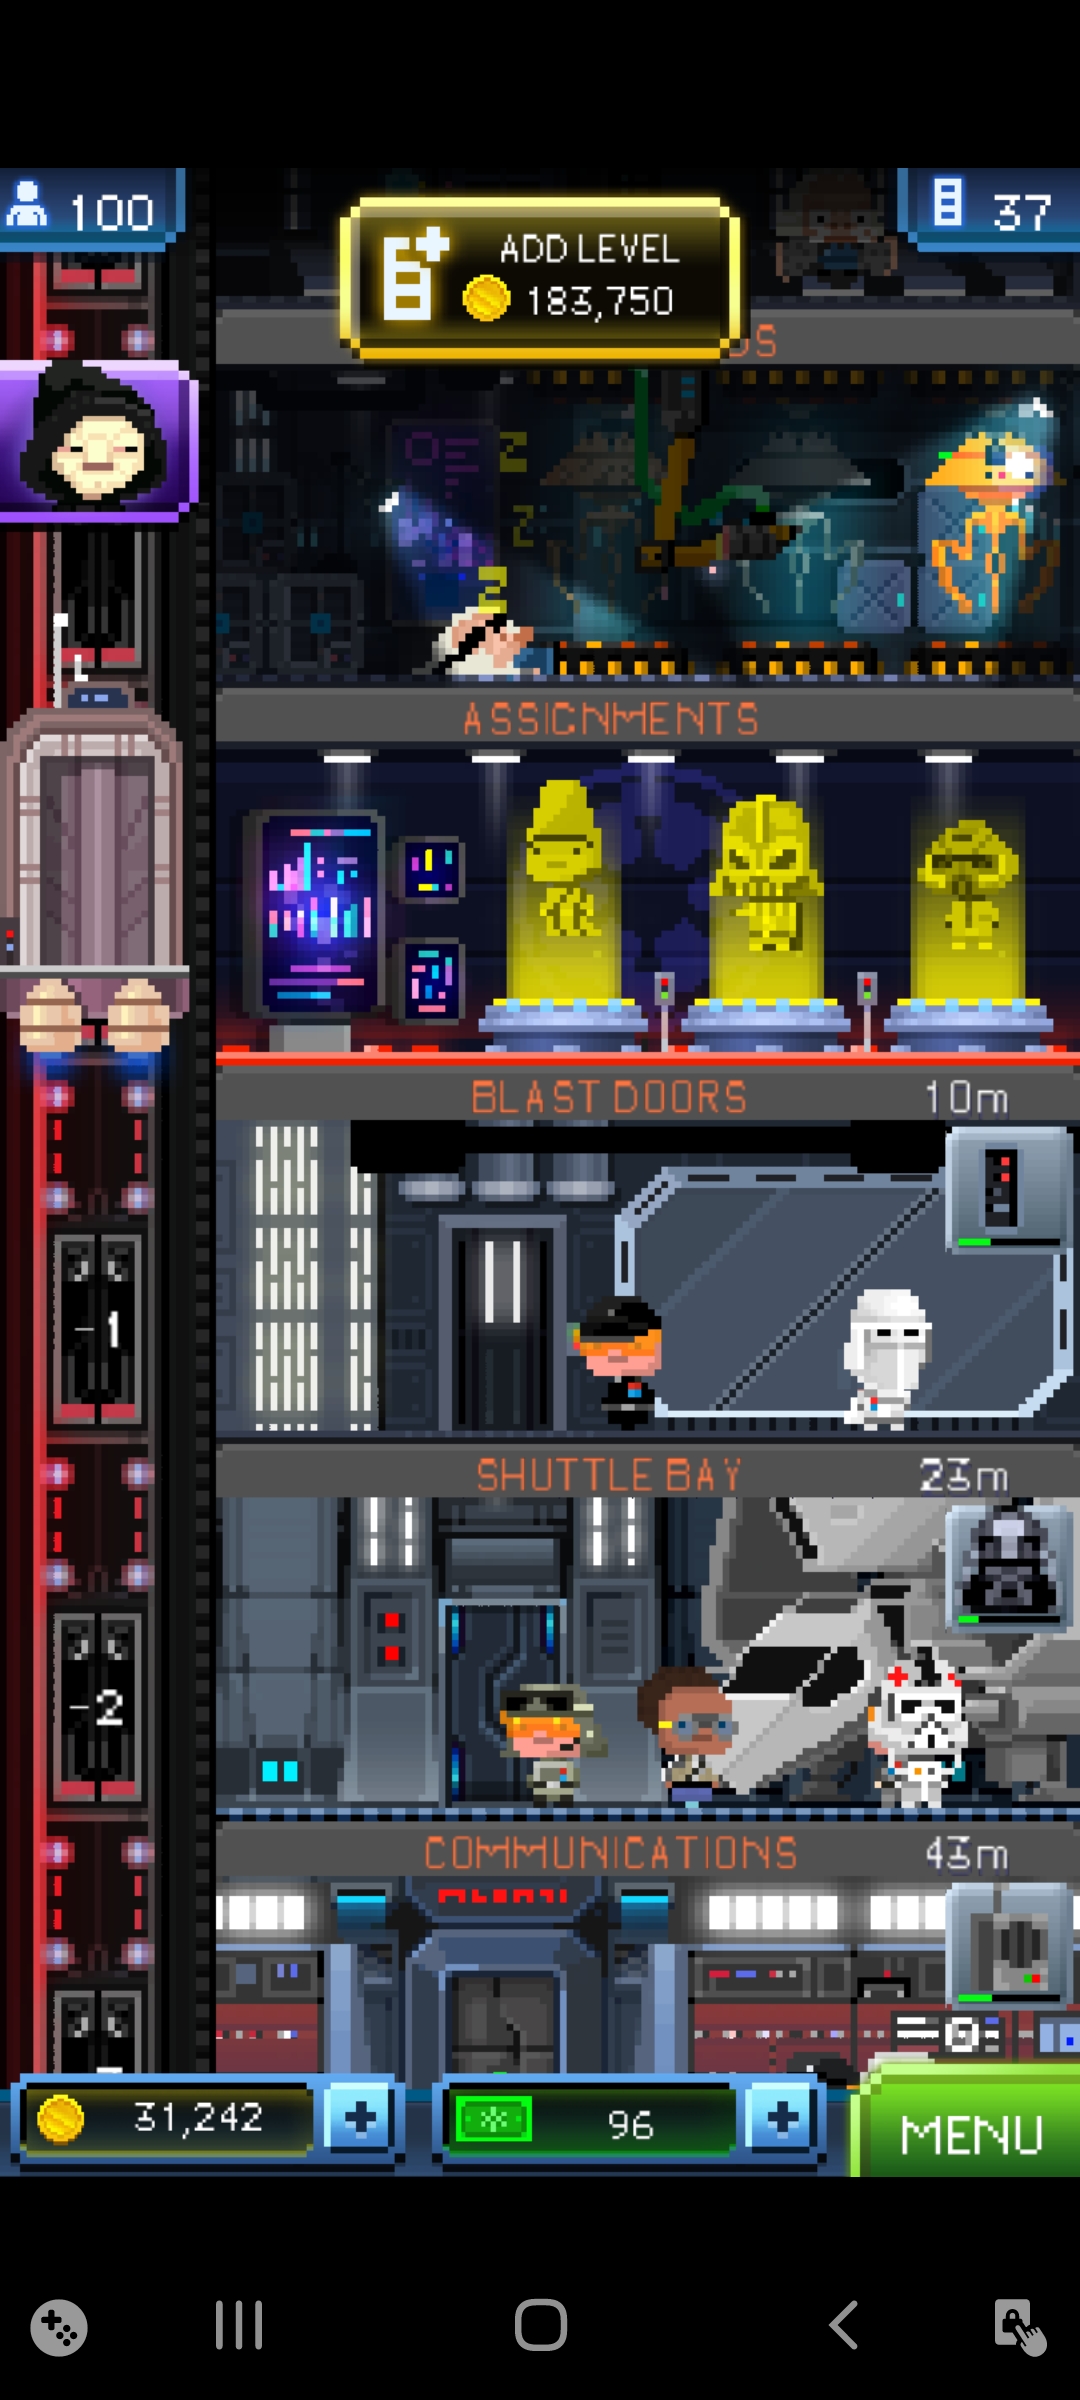 100
ADD LEVEL
183,750
37
DS
Z
Z
Z
ASSIGNMENTS
BLAST DOORS 10m
-1
SHUTTLE BAY 23m
-2
COMMUNICATIONS 43m
31,242
96
MENU